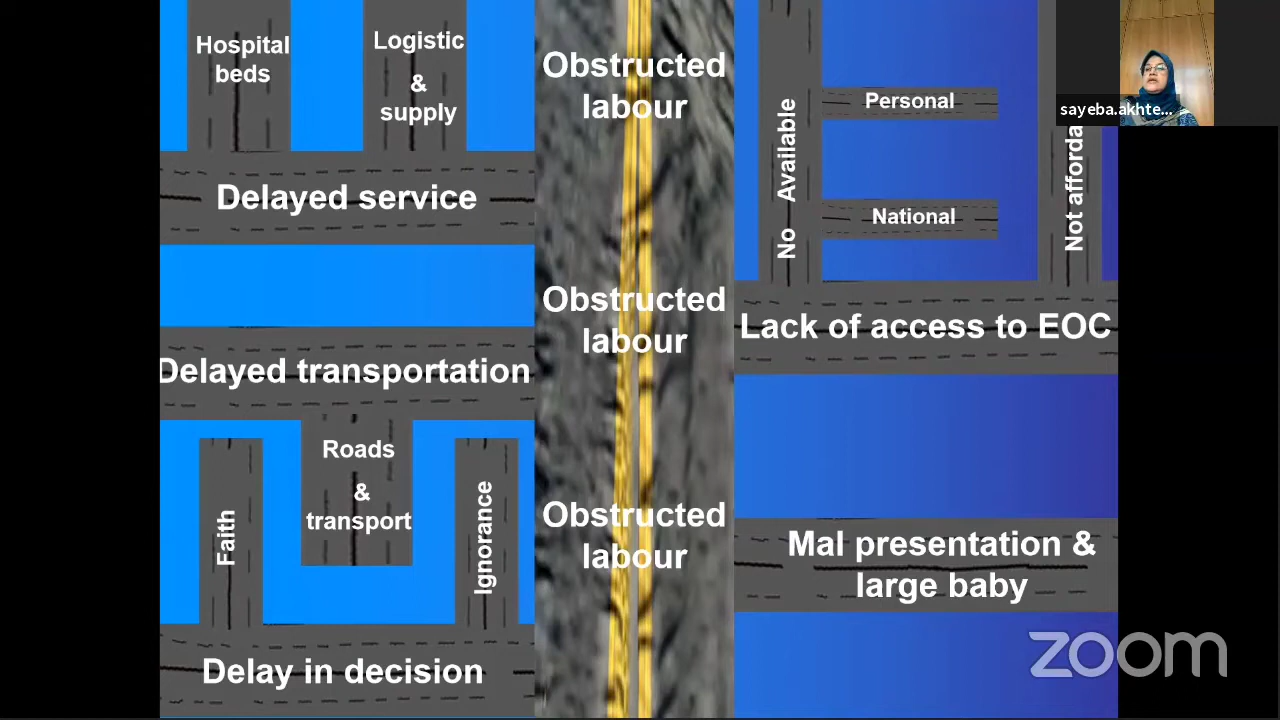 Hospital
beds
Logistic
&
supply
Delayed service
Delayed transportation
Roads
&
transport
Faith
Ignorance
Delay in decision
Obstructed
labour
Obstructed
labour
Obstructed
labour
No Available
Personal
National
Not afforda
Lack of access to EOC
Mal presentation &
large baby
sayeba.akhte...
zoom